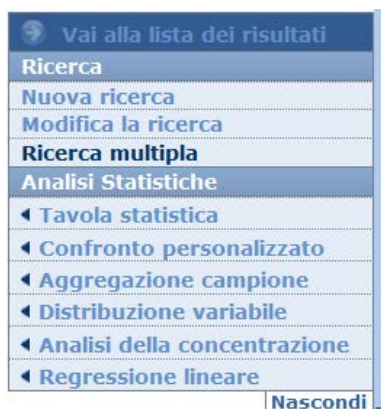 Vai alla lista dei risultati
Ricerca
Nuova ricerca
Modifica la ricerca
Ricerca multipla
Analisi Statistiche
Tavola statistica
Confronto personalizzato
Aggregazione campione
Distribuzione variabile
Analisi della concentrazione
Regressione lineare
Nascondi